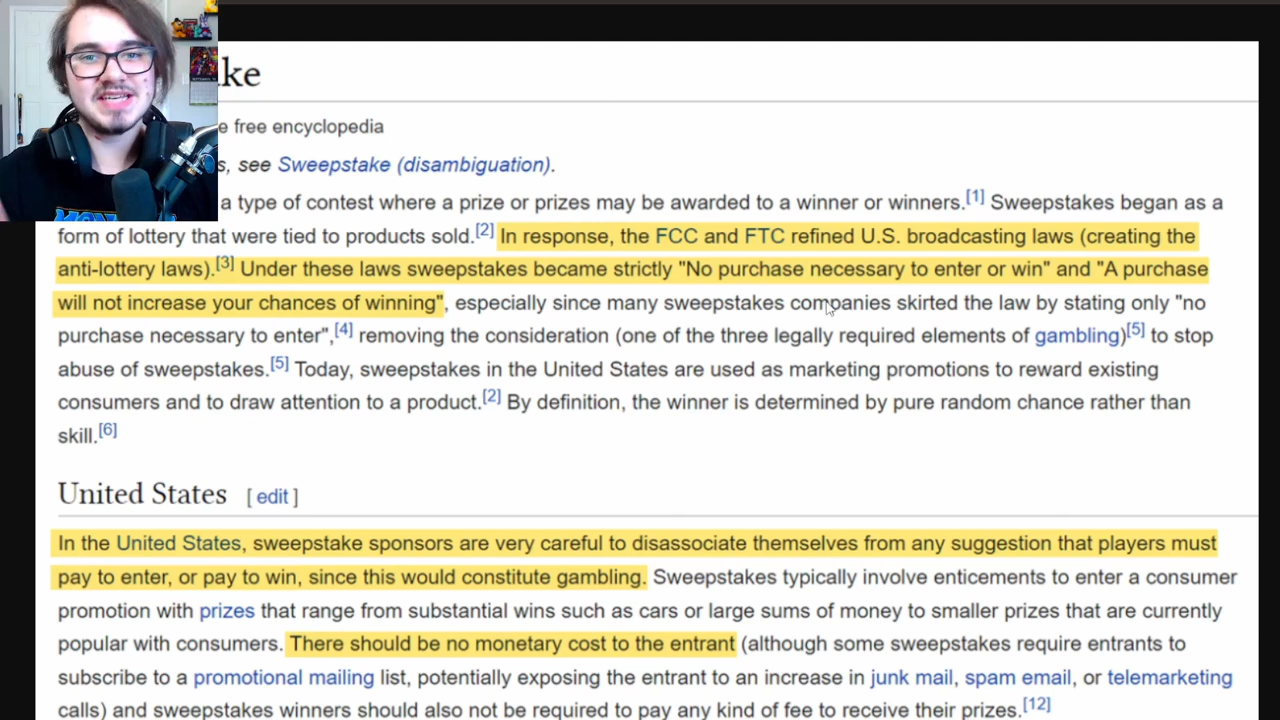 ke
e free encyclopedia
s, see Sweepstake (disambiguation).
a type of contest where a prize or prizes may be awarded to a winner or winners.[1] Sweepstakes began as a
form of lottery that were tied to products sold.[2] In response, the FCC and FTC refined U.S. broadcasting laws (creating the
anti-lottery laws).[3] Under these laws sweepstakes became strictly "No purchase necessary to enter or win" and "A purchase
will not increase your chances of winning", especially since many sweepstakes companies skirted the law by stating only "no
purchase necessary to enter",[4] removing the consideration (one of the three legally required elements of gambling)[5] to stop
abuse of sweepstakes.[5] Today, sweepstakes in the United States are used as marketing promotions to reward existing
consumers and to draw attention to a product.[2] By definition, the winner is determined by pure random chance rather than
skill.[6]
United States [ edit ]
In the United States, sweepstake sponsors are very careful to disassociate themselves from any suggestion that players must
pay to enter, or pay to win, since this would constitute gambling. Sweepstakes typically involve enticements to enter a consumer
promotion with prizes that range from substantial wins such as cars or large sums of money to smaller prizes that are currently
popular with consumers. There should be no monetary cost to the entrant (although some sweepstakes require entrants to
subscribe to a promotional mailing list, potentially exposing the entrant to an increase in junk mail, spam email, or telemarketing
calls) and sweepstakes winners should also not be required to pay any kind of fee to receive their prizes.[12]